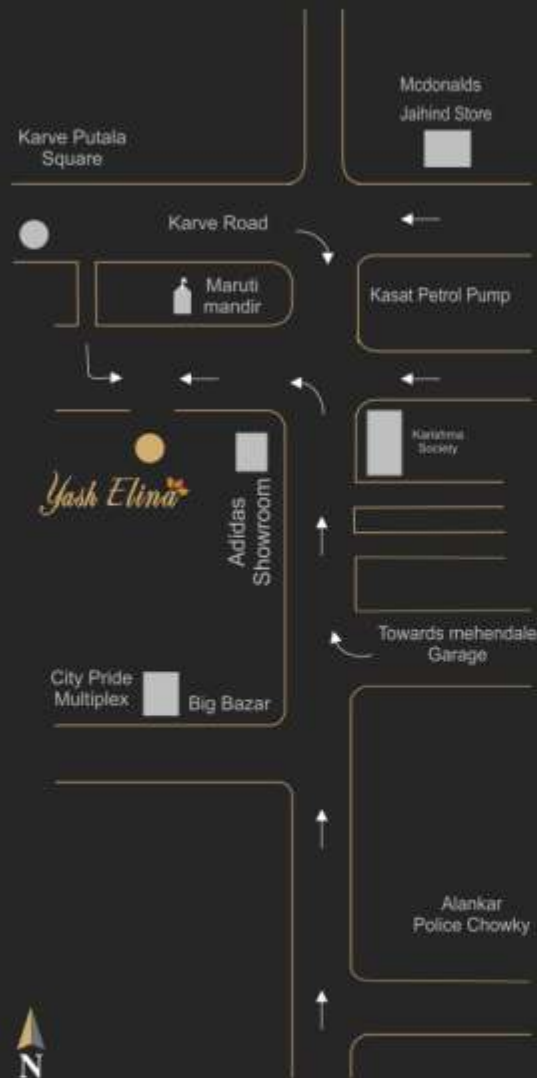 Mcdonalds
Jaihind Store
Karve Putala
Square
Karve Road
Maruti
mandir
Kasat Petrol Pump
Karishma
Society
Yash Elina
Adidas
Showroom
Towards mehendale
Garage
City Pride
Multiplex
Big Bazar
Alankar
Police Chowky
N